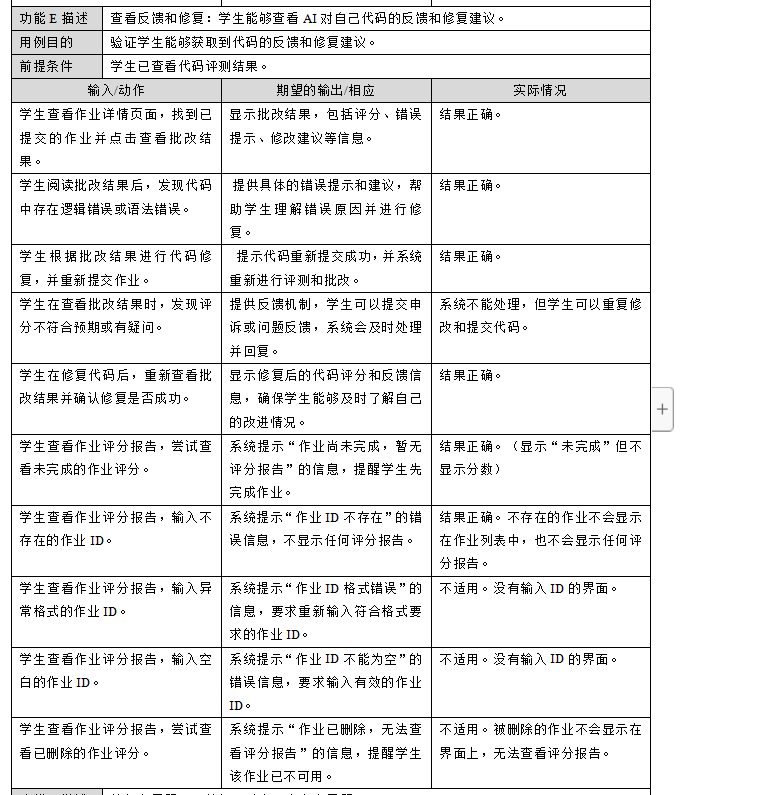 功能 E 描述 查看反馈和修复：学生能够查看 AI 对自己代码的反馈和修复建议。
用例目的 验证学生能够获取到代码的反馈和修复建议。
前提条件 学生已查看代码评测结果。
输入/动作 期望的输出/相应 实际情况
学生查看作业详情页面，找到已
提交的作业并点击查看批改结
果。
显示批改结果，包括评分、错误
提示、修改建议等信息。
结果正确。
学生阅读批改结果后，发现代码
中存在逻辑错误或语法错误。
提供具体的错误提示和建议，帮
助学生理解错误原因并进行修
复。
结果正确。
学生根据批改结果进行代码修
复，并重新提交作业。
提示代码重新提交成功，并系统
重新进行评测和批改。
结果正确。
学生在查看批改结果时，发现评
分不符合预期或有疑问。
提供反馈机制，学生可以提交申
诉或问题反馈，系统会及时处理
并回复。
系统不能处理，但学生可以重复修
改和提交代码。
学生在修复代码后，重新查看批
改结果并确认修复是否成功。
显示修复后的代码评分和反馈信
息，确保学生能够及时了解自己
的改进情况。
结果正确。
学生查看作业评分报告，尝试查
看未完成的作业评分。
系统提示“作业尚未完成，暂无
评分报告”的信息，提醒学生先
完成作业。
结果正确。（显示“未完成”但不
显示分数）
学生查看作业评分报告，输入不
存在的作业 ID。
系统提示“作业 ID 不存在”的错
误信息，不显示任何评分报告。
结果正确。不存在的作业不会显示
在作业列表中，也不会显示任何评
分报告。
学生查看作业评分报告，输入异
常格式的作业 ID。
系统提示“作业 ID 格式错误”的
信息，要求重新输入符合格式要
求的作业 ID。
不适用。没有输入 ID 的界面。
学生查看作业评分报告，输入空
白的作业 ID。
系统提示“作业 ID 不能为空”的
错误信息，要求输入有效的作业
ID。
不适用。没有输入 ID 的界面。
学生查看作业评分报告，尝试查
看已删除的作业评分。
系统提示“作业已删除，无法查
看评分报告”的信息，提醒学生
该作业已不可用。
不适用。被删除的作业不会显示在
界面上，无法查看评分报告。